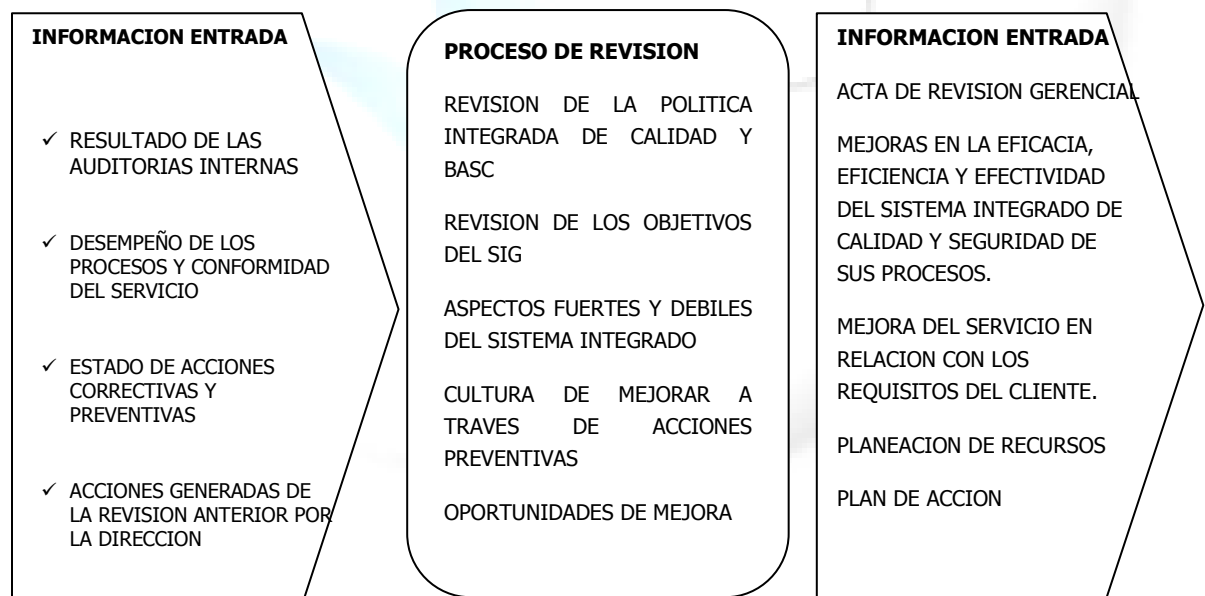 INFORMACION ENTRADA
✓ RESULTADO DE LAS
AUDITORIAS INTERNAS
✓ DESEMPEÑO DE LOS
PROCESOS Y CONFORMIDAD
DEL SERVICIO
✓ ESTADO DE ACCIONES
CORRECTIVAS Y
PREVENTIVAS
✓ ACCIONES GENERADAS DE
LA REVISION ANTERIOR POR
LA DIRECCION
PROCESO DE REVISION
REVISION DE LA POLITICA
INTEGRADA DE CALIDAD Y
BASC
REVISION DE LOS OBJETIVOS
DEL SIG
ASPECTOS FUERTES Y DEBILES
DEL SISTEMA INTEGRADO
CULTURA DE MEJORAR A
TRAVES DE ACCIONES
PREVENTIVAS
OPORTUNIDADES DE MEJORA
INFORMACION ENTRADA
ACTA DE REVISION GERENCIAL
MEJORAS EN LA EFICACIA,
EFICIENCIA Y EFECTIVIDAD
DEL SISTEMA INTEGRADO DE
CALIDAD Y SEGURIDAD DE
SUS PROCESOS.
MEJORA DEL SERVICIO EN
RELACION CON LOS
REQUISITOS DEL CLIENTE.
PLANEACION DE RECURSOS
PLAN DE ACCION